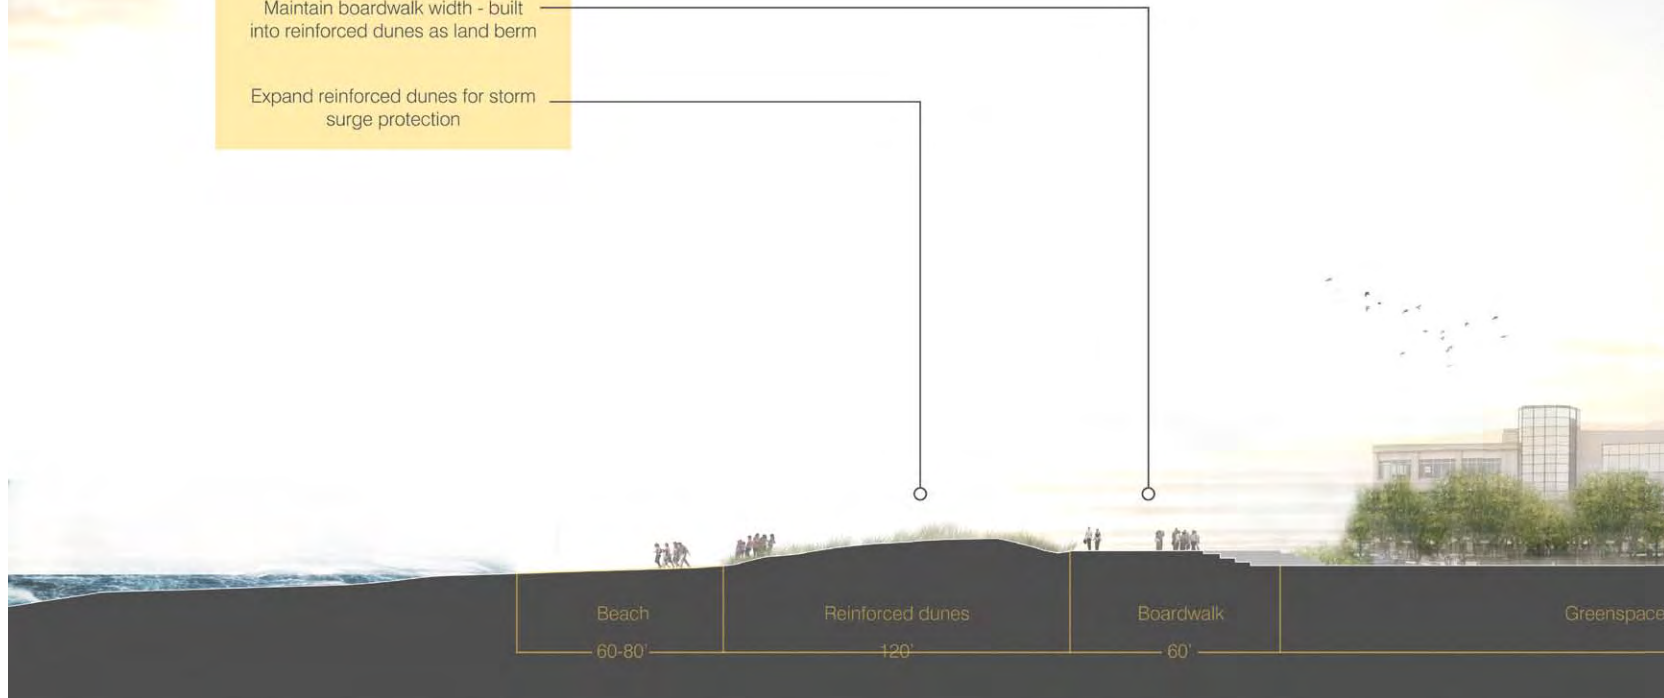 Maintain boardwalk width - built
into reinforced dunes as land berm
Expand reinforced dunes for storm
surge protection
Beach
Reinforced dunes
Boardwalk
Greenspace
60-80'
120'
60'